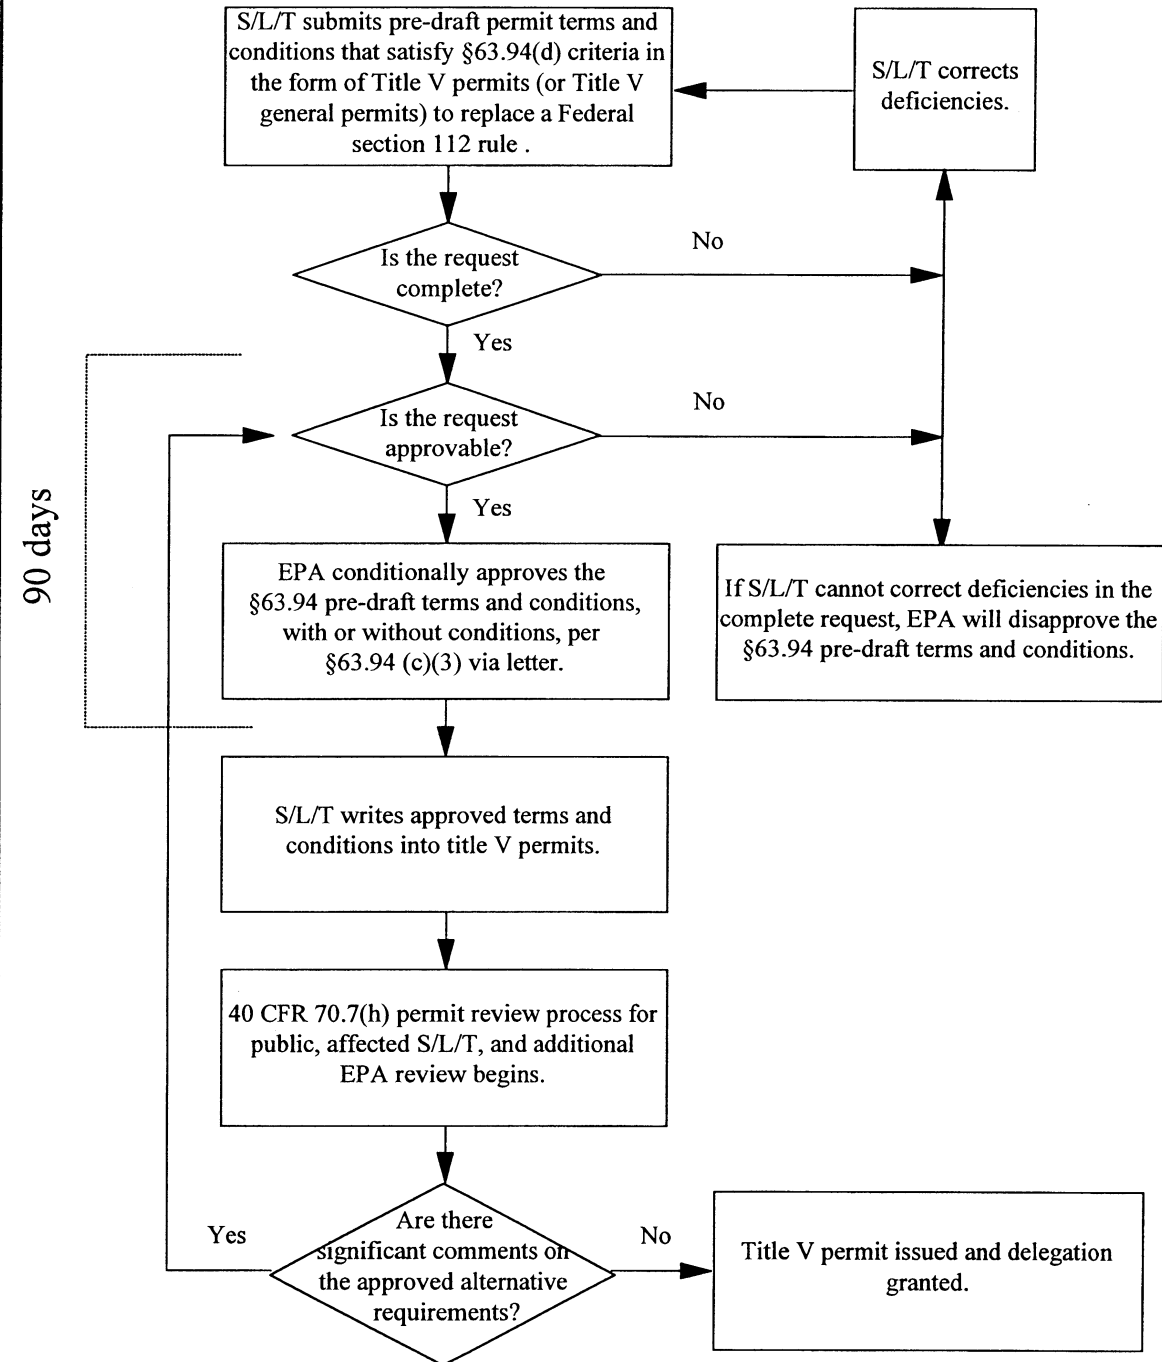 S/L/T submits pre-draft permit terms and
conditions that satisfy §63.94(d) criteria in
the form of Title V permits (or Title V
general permits) to replace a Federal
section 112 rule .
S/L/T corrects
deficiencies.
Is the request
complete?
No
Yes
Is the request
approvable?
No
Yes
90 days
EPA conditionally approves the
§63.94 pre-draft terms and conditions,
with or without conditions, per
§63.94 (c)(3) via letter.
If S/L/T cannot correct deficiencies in the
complete request, EPA will disapprove the
§63.94 pre-draft terms and conditions.
S/L/T writes approved terms and
conditions into title V permits.
40 CFR 70.7(h) permit review process for
public, affected S/L/T, and additional
EPA review begins.
Are there
significant comments on
the approved alternative
requirements?
Yes
No
Title V permit issued and delegation
granted.